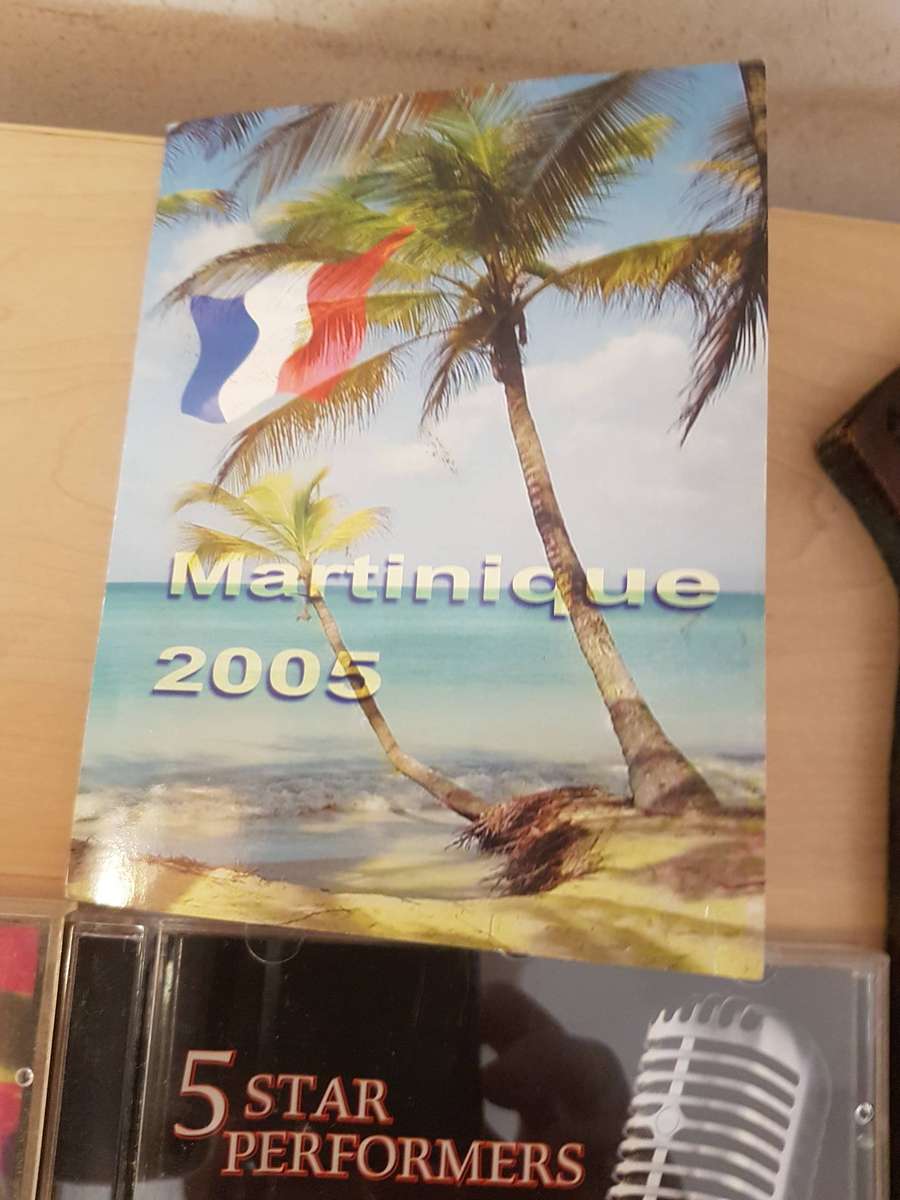 Martinique
2005
5 STAR
PERFORMERS